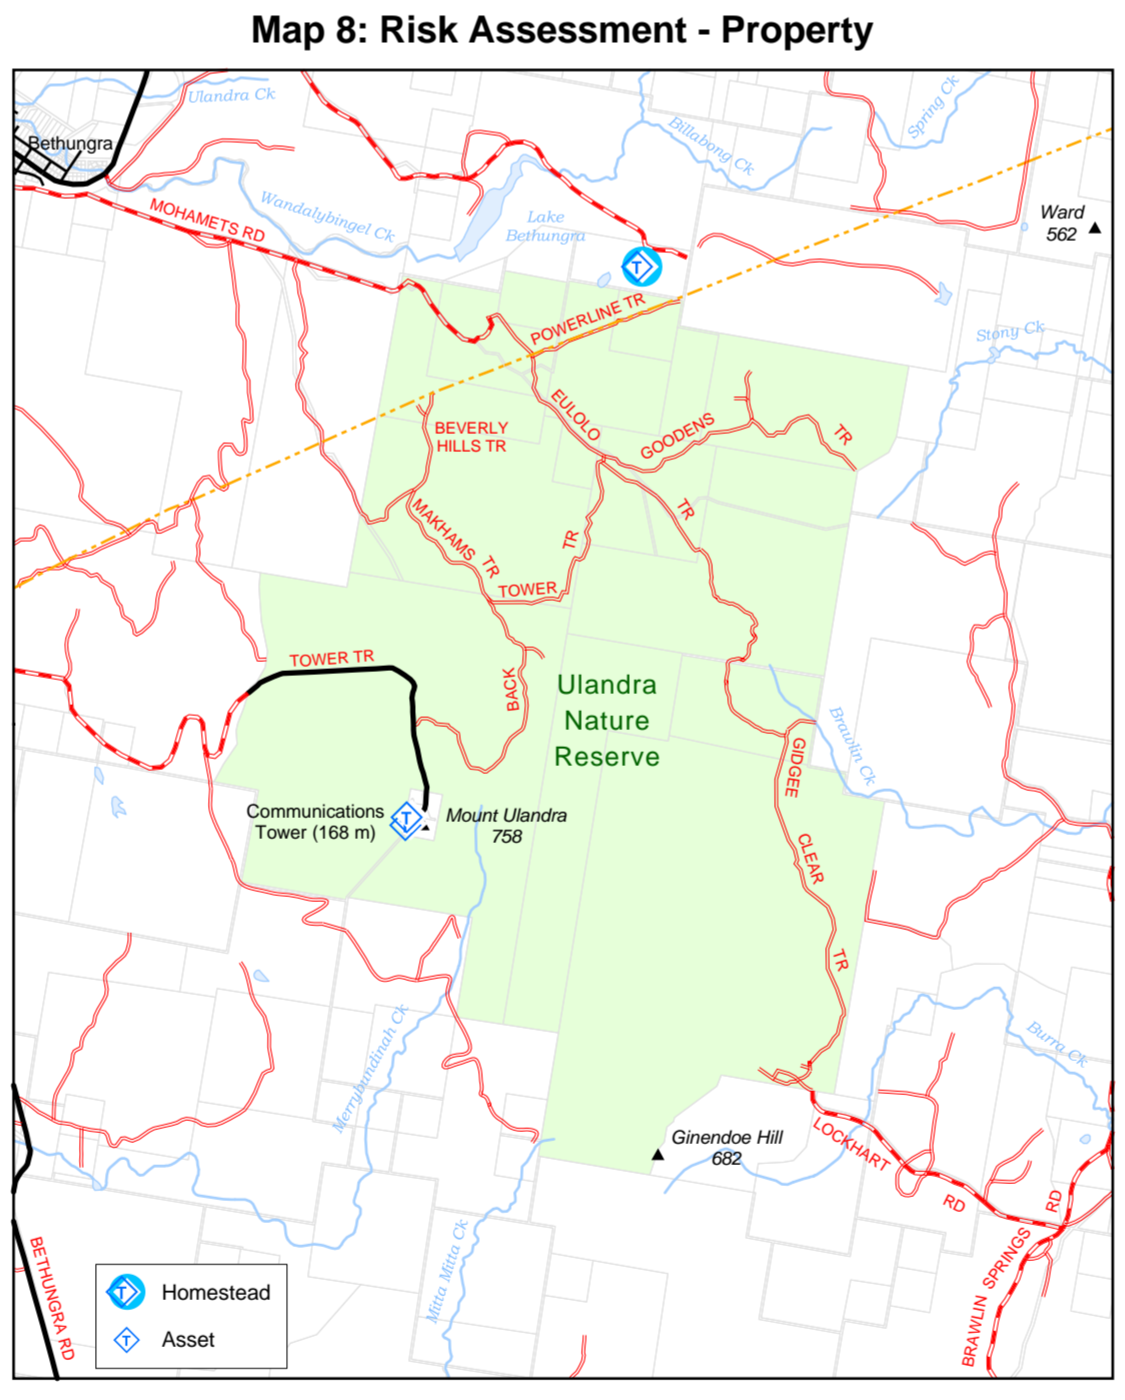 Map 8: Risk Assessment - Property
Ulandra Ck
Bethungra
Billabong Ck
Spring Ck
MOHAMETS RD
Wandalybingel Ck
Lake
Bethungra
Ward
562
T
POWERLINE TR
Stony Ck
BEVERLY
HILLS TR
EULOLO
TR
GOODENS
TR
MAKHAMS
TR
TOWER
TR
TOWER TR
BACK
Ulandra
Nature
Reserve
Brawlin Ck
GIDGEE
CLEAR
TR
Communications
Tower (168 m)
T
Mount Ulandra
758
Merrybundinah Ck
Burra Ck
Ginendoe Hill
682
LOCKHART
RD
RD
BRAWLIN SPRINGS
Mitta Mitta Ck
BETHUNGRA RD
T Homestead
T Asset